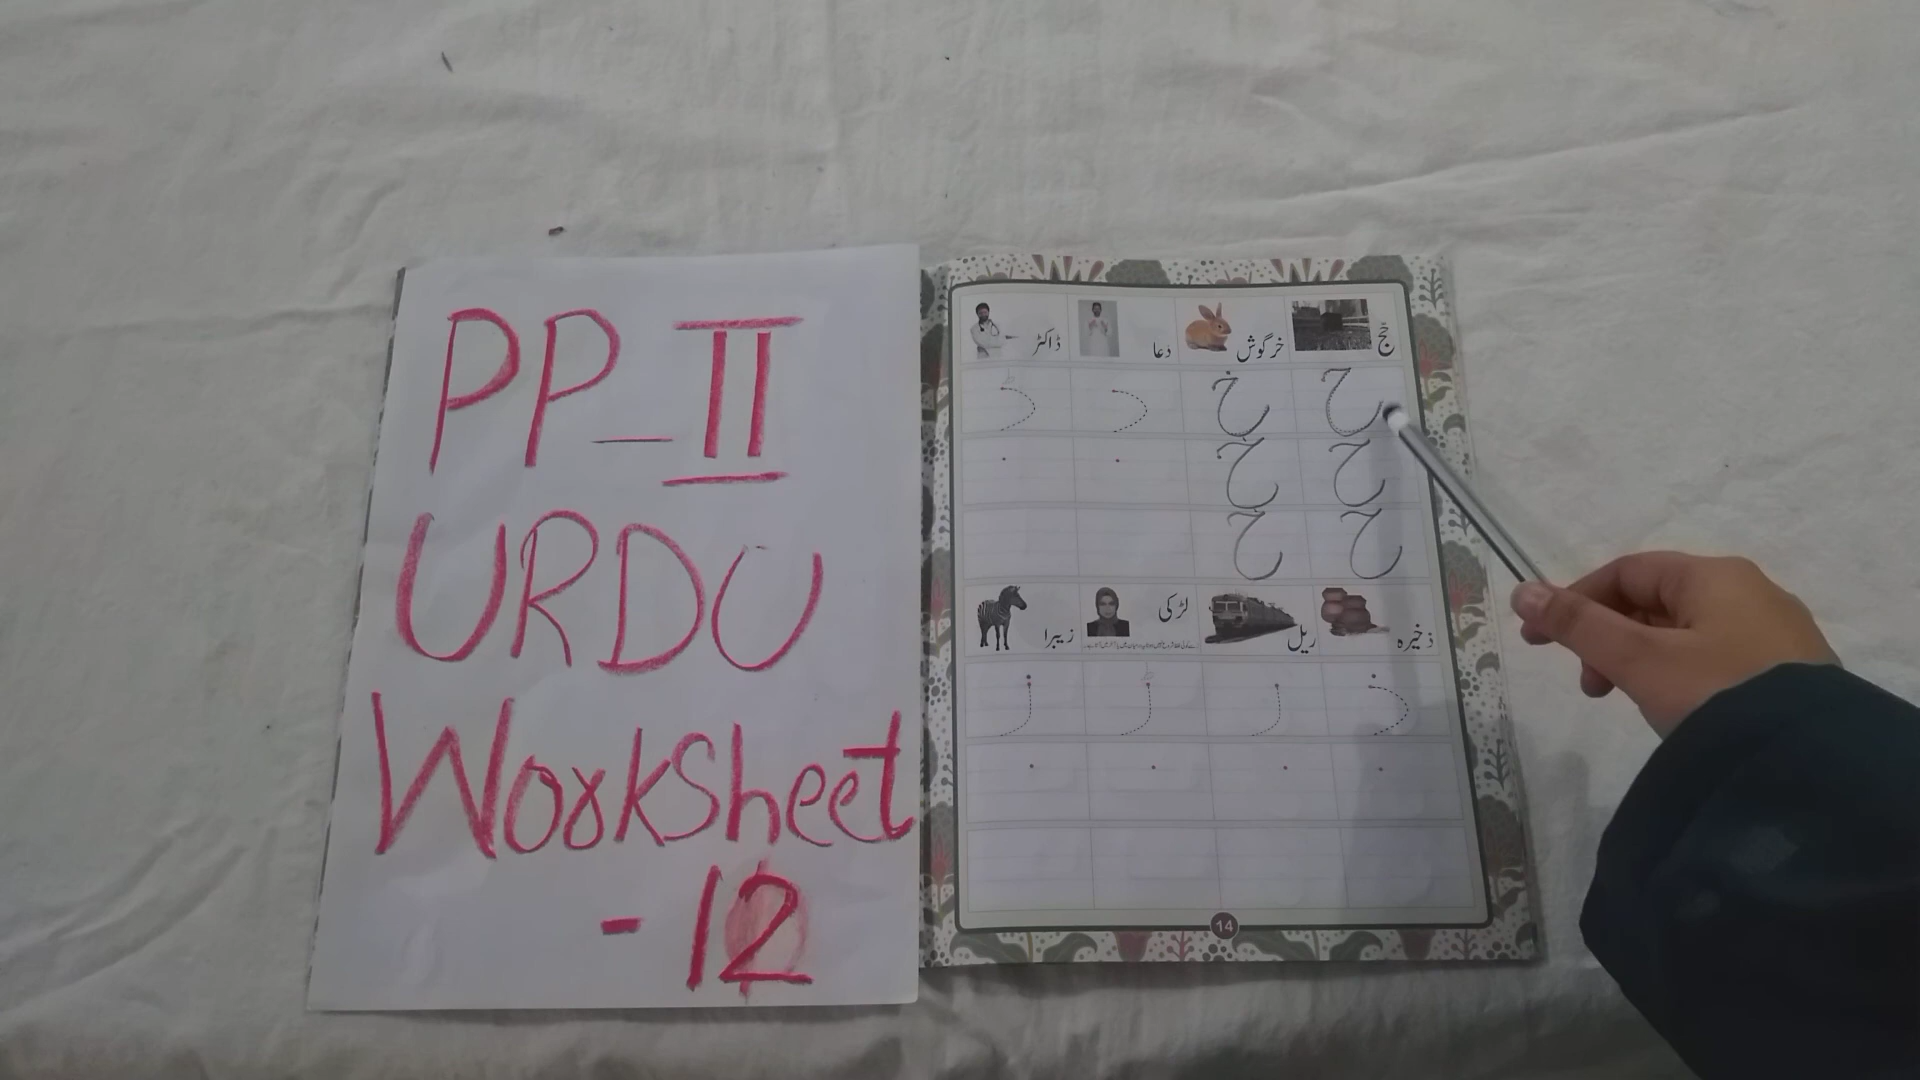 PP_II
URDU
Worksheet
- 12
حج خرگوش دعا ڈاکٹر
ح خ د ڈ
ح خ
ح خ
ذخیرہ ریل لڑکی زیبرا
ذ ر ڑ ز
14